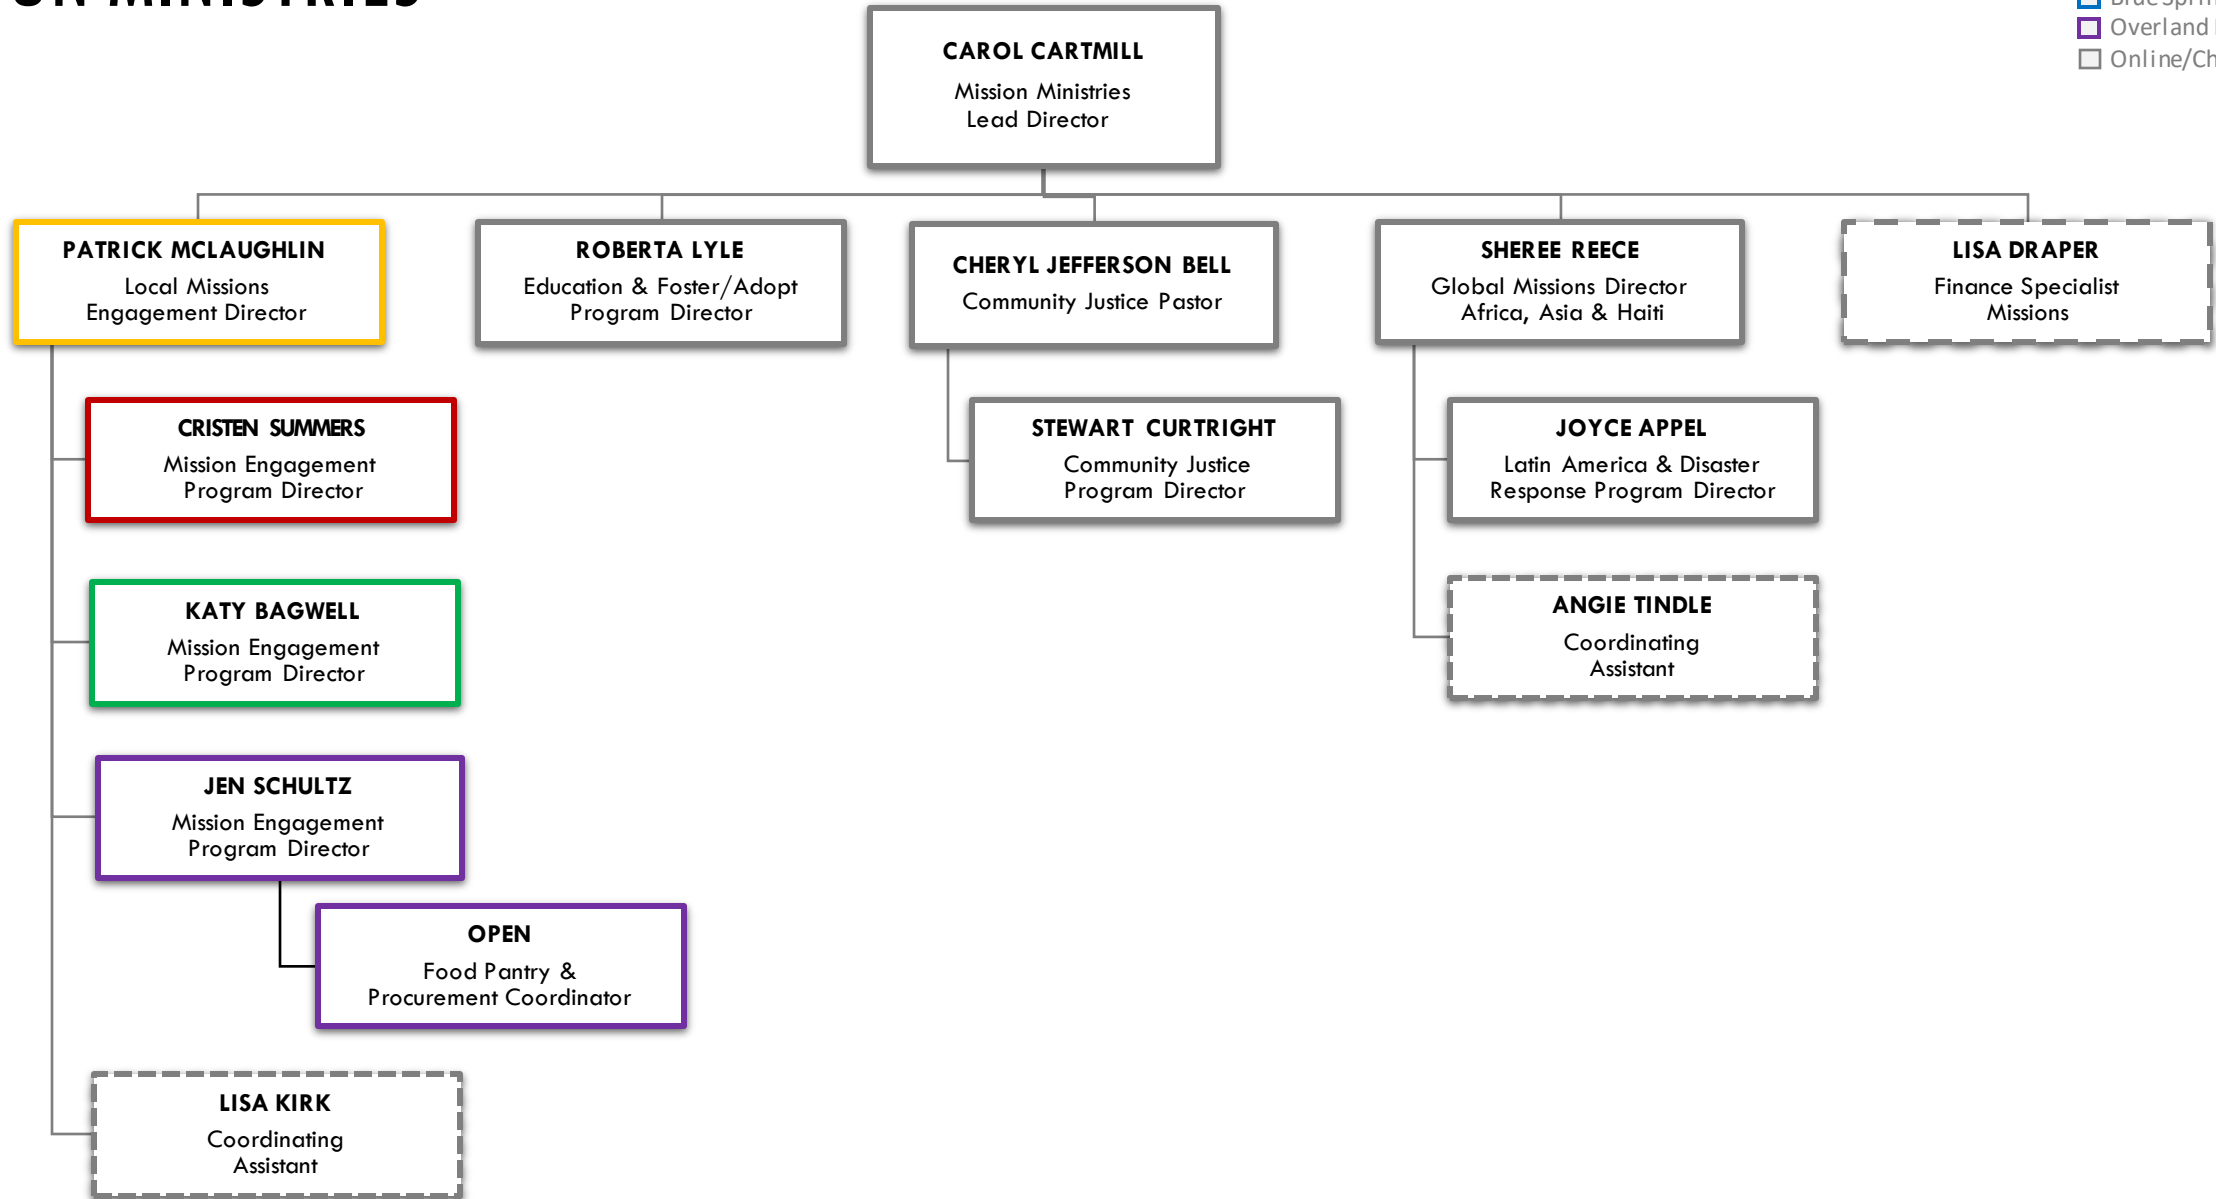 MINISTRIES
Overland
CAROL CARTMILL
Mission Ministries
Lead Director
PATRICK MCLAUGHLIN
Local Missions
Engagement Director
ROBERTA LYLE
Education & Foster/Adopt
Program Director
CHERYL JEFFERSON BELL
Community Justice Pastor
SHEREE REECE
Global Missions Director
Africa, Asia & Haiti
LISA DRAPER
Finance Specialist
Missions
CRISTEN SUMMERS
Mission Engagement
Program Director
STEWART CURTRIGHT
Community Justice
Program Director
JOYCE APPEL
Latin America & Disaster
Response Program Director
KATY BAGWELL
Mission Engagement
Program Director
ANGIE TINDLE
Coordinating
Assistant
JEN SCHULTZ
Mission Engagement
Program Director
OPEN
Food Pantry &
Procurement Coordinator
LISA KIRK
Coordinating
Assistant